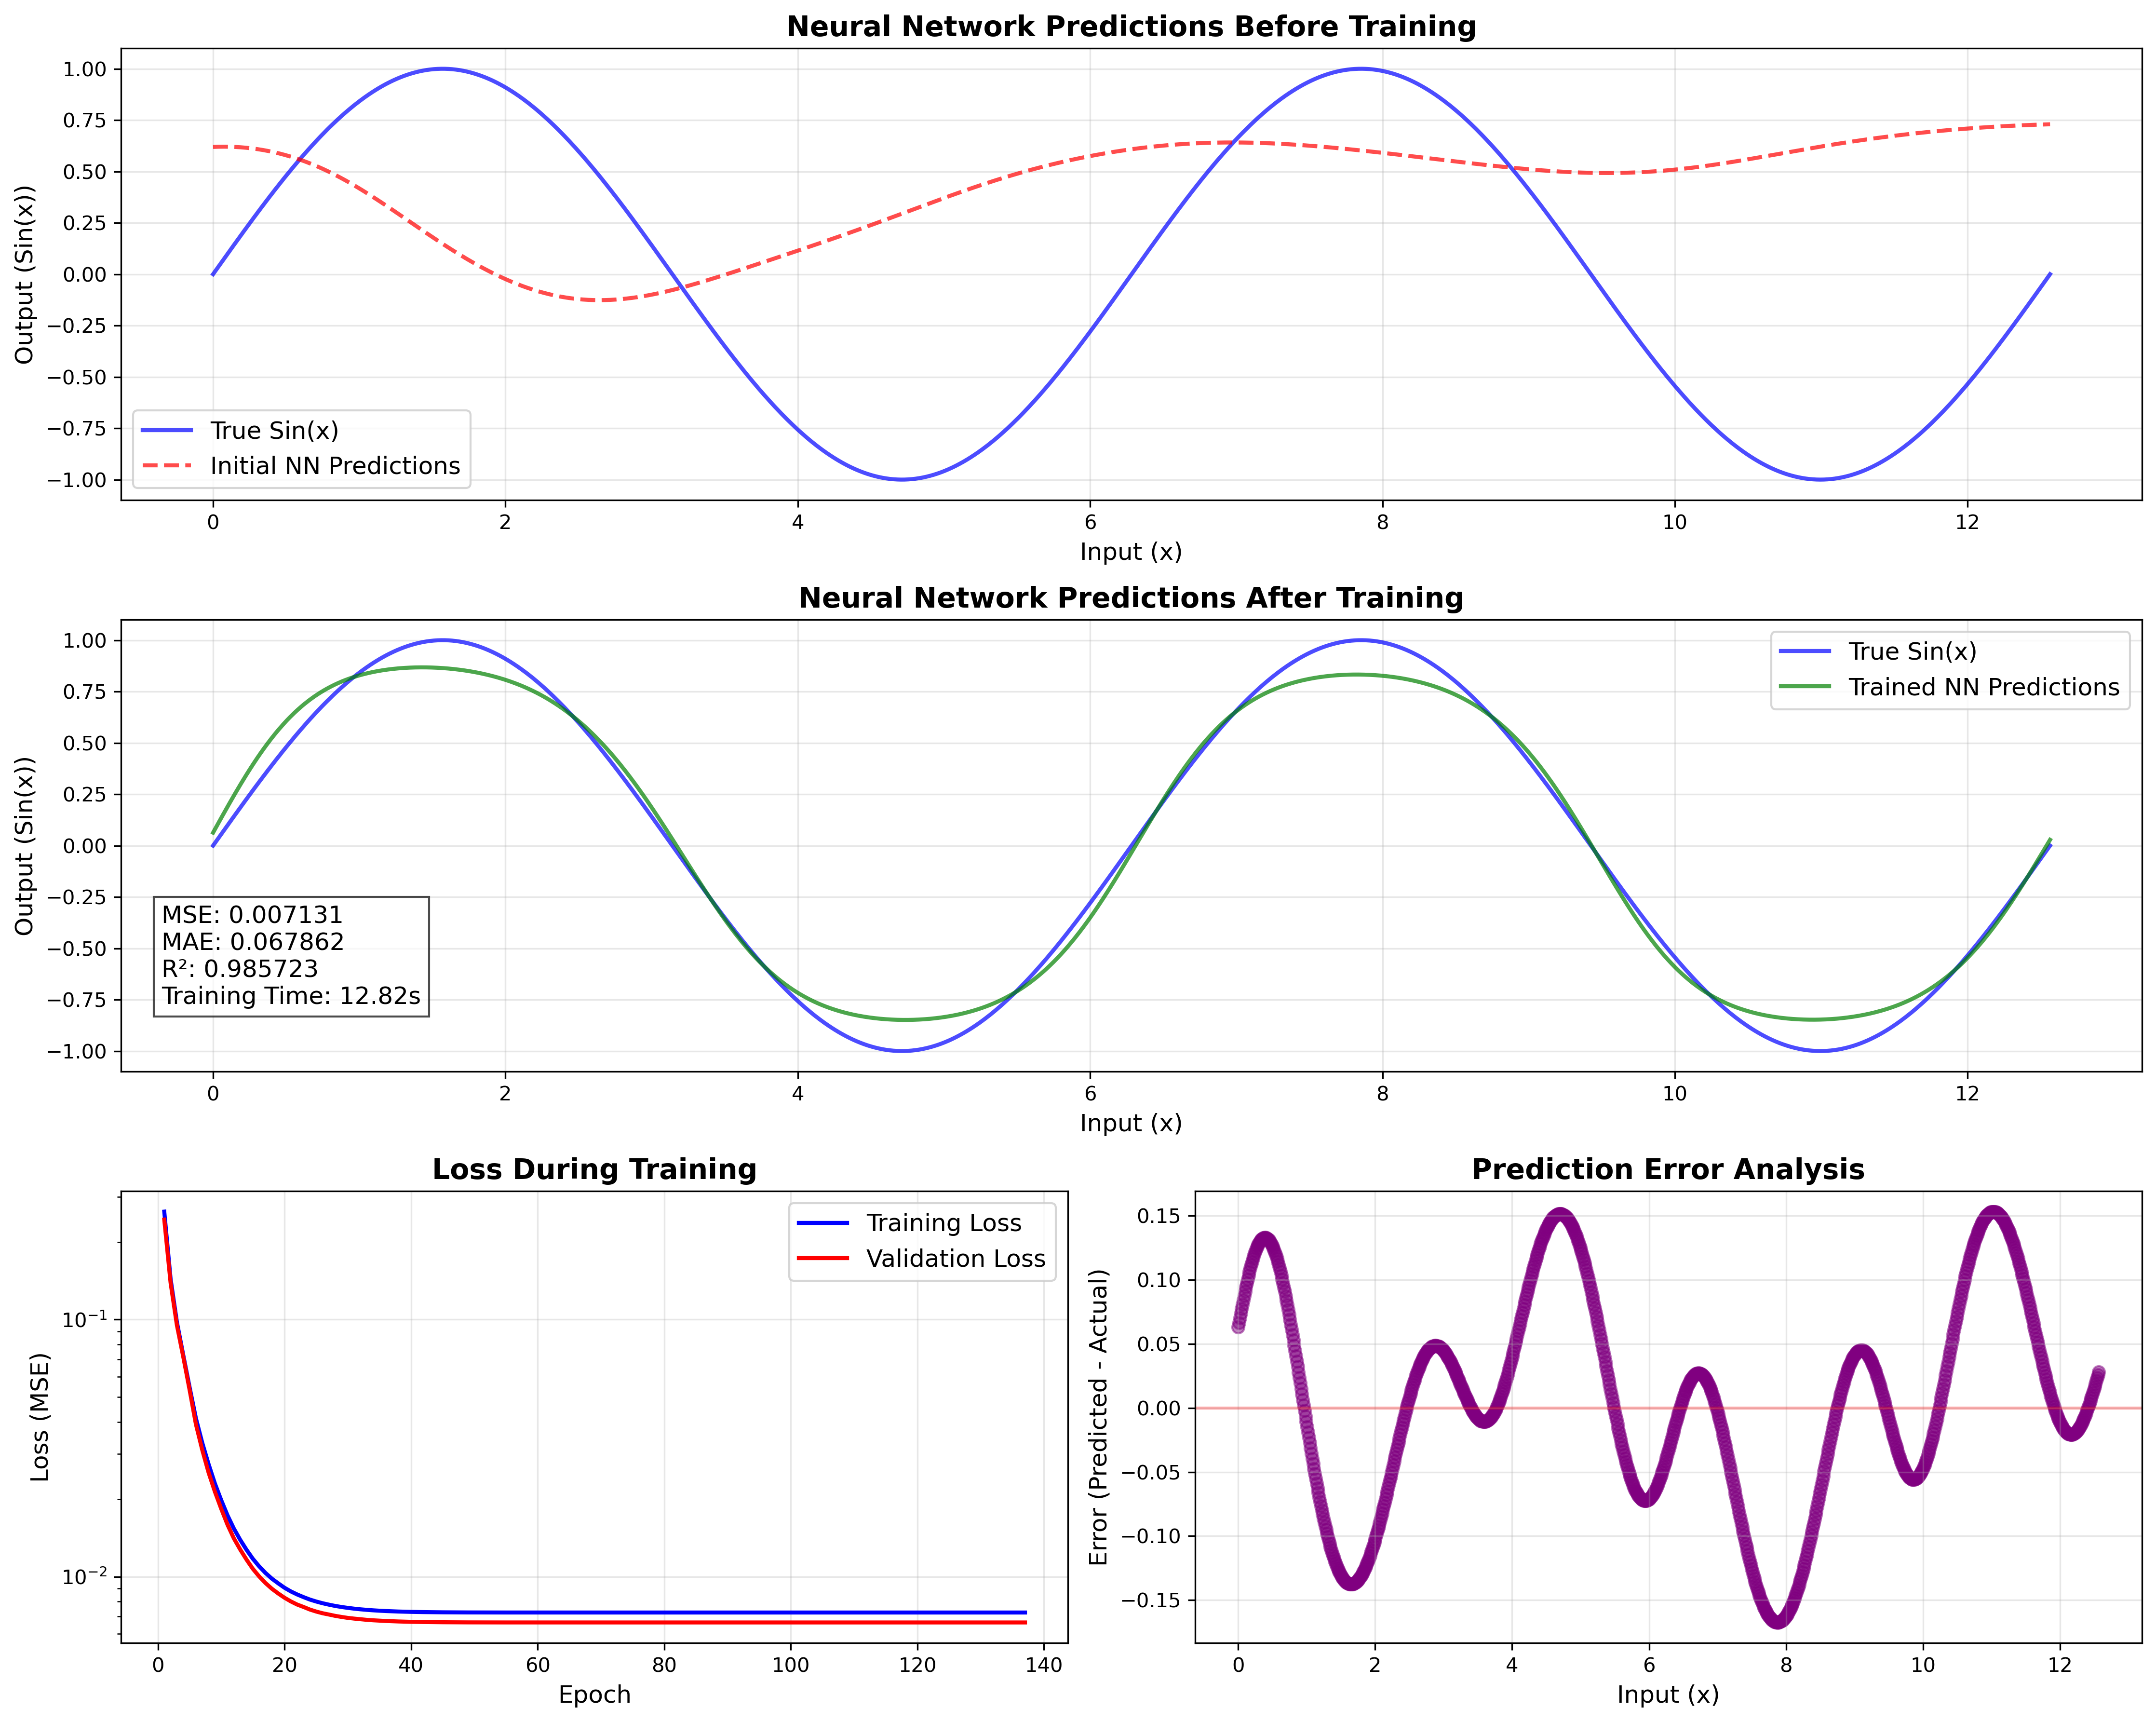 Neural Network Predictions Before Training
1.00
0.75
0.50
0.25
0.00
−0.25
−0.50
−0.75
−1.00
Output (Sin(x))
True Sin(x)
Initial NN Predictions
0 2 4 6 8 10 12
Input (x)
Neural Network Predictions After Training
1.00
0.75
0.50
0.25
0.00
−0.25
−0.50
−0.75
−1.00
Output (Sin(x))
True Sin(x)
Trained NN Predictions
MSE: 0.007131
MAE: 0.067862
R²: 0.985723
Training Time: 12.82s
0 2 4 6 8 10 12
Input (x)
Loss During Training
10⁻¹
10⁻²
Loss (MSE)
Training Loss
Validation Loss
0 20 40 60 80 100 120 140
Epoch
Prediction Error Analysis
0.15
0.10
0.05
0.00
−0.05
−0.10
−0.15
Error (Predicted - Actual)
0 2 4 6 8 10 12
Input (x)